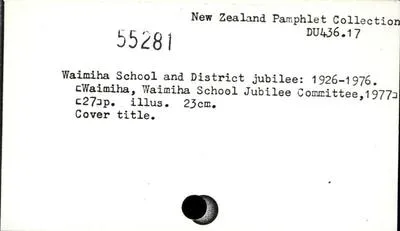 New Zealand Pamphlet Collection
DU436.17
55281
Waimiha School and District jubilee: 1926-1976.
[Waimiha, Waimiha School Jubilee Committee,1977]
[27]p. illus. 23cm.
Cover title.